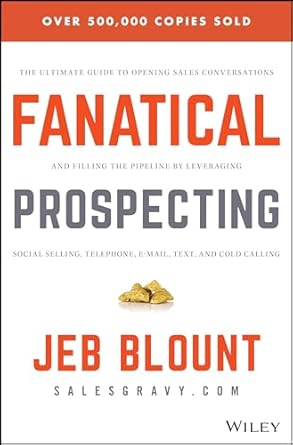 OVER 500,000 COPIES SOLD
THE ULTIMATE GUIDE TO OPENING SALES CONVERSATIONS
FANATICAL
AND FILLING THE PIPELINE BY LEVERAGING
PROSPECTING
SOCIAL SELLING, TELEPHONE, E-MAIL, TEXT, AND COLD CALLING
JEB BLOUNT
SALESGRAVY.COM
WILEY